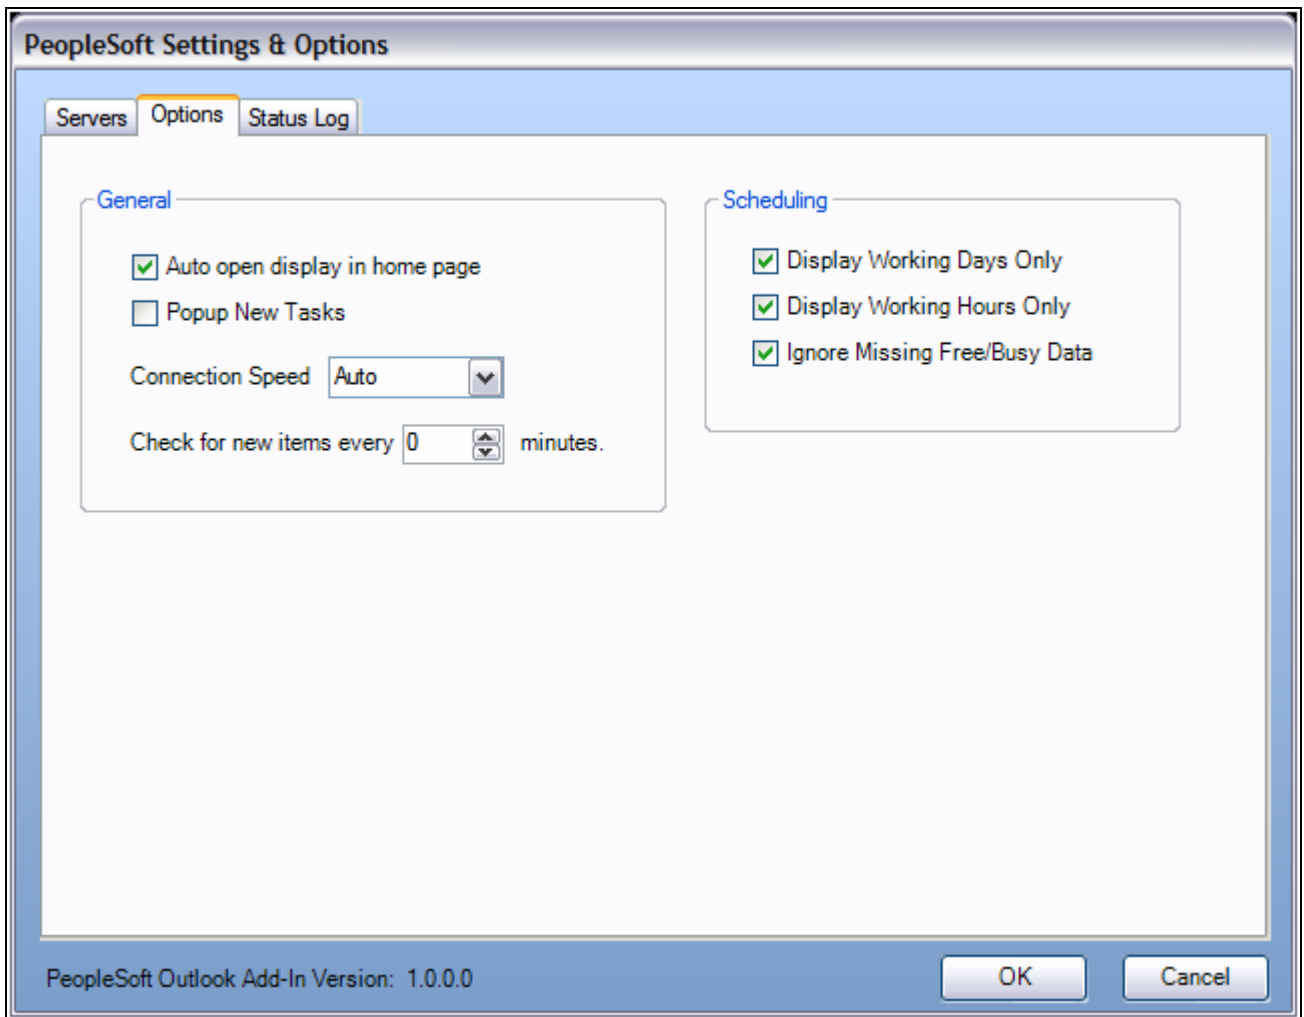 PeopleSoft Settings & Options
Servers Options Status Log
General
Auto open display in home page
Popup New Tasks
Connection Speed Auto
Check for new items every 0 minutes.
Scheduling
Display Working Days Only
Display Working Hours Only
Ignore Missing Free/Busy Data
PeopleSoft Outlook Add-In Version: 1.0.0.0
OK Cancel